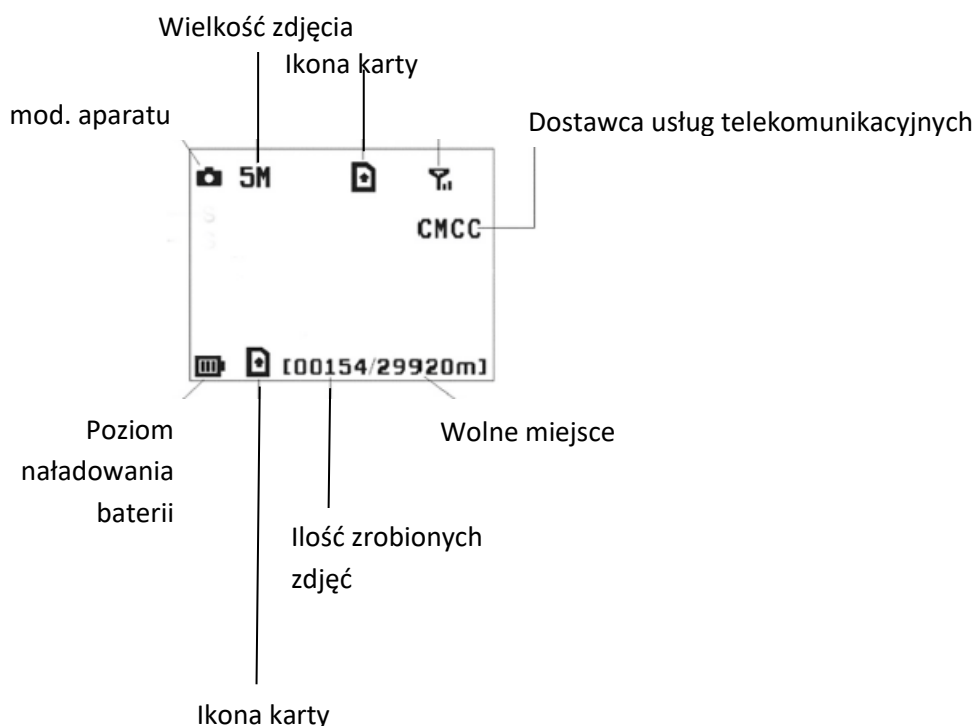 Wielkość zdjęcia
Ikona karty
mod. aparatu
Dostawca usług telekomunikacyjnych
5M
CMCC
[00154/29920m]
Poziom
naładowania
baterii
Wolne miejsce
Ilość zrobionych
zdjęć
Ikona karty